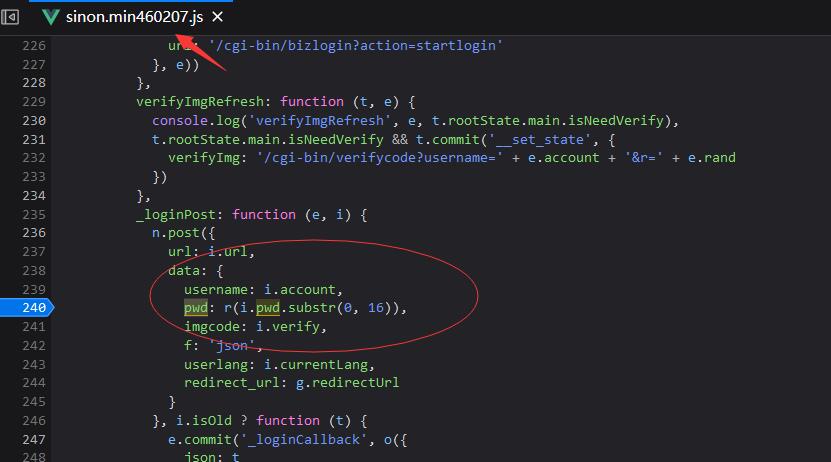 sinon.min460207.js ×
226 url: '/cgi-bin/bizlogin?action=startlogin'
227 }, e))
228 },
229 verifyImgRefresh: function (t, e) {
230 console.log('verifyImgRefresh', e, t.rootState.main.isNeedVerify),
231 t.rootState.main.isNeedVerify && t.commit('__set_state', {
232 verifyImg: '/cgi-bin/verifycode?username=' + e.account + '&r=' + e.rand
233 })
234 },
235 _loginPost: function (e, i) {
236 n.post({
237 url: i.url,
238 data: {
239 username: i.account,
240 pwd: r(i.pwd.substr(0, 16)),
241 imgcode: i.verify,
242 f: 'json',
243 userlang: i.currentLang,
244 redirect_url: g.redirectUrl
245 }
246 }, i.isOld ? function (t) {
247 e.commit('_loginCallback', o({
248 json: t